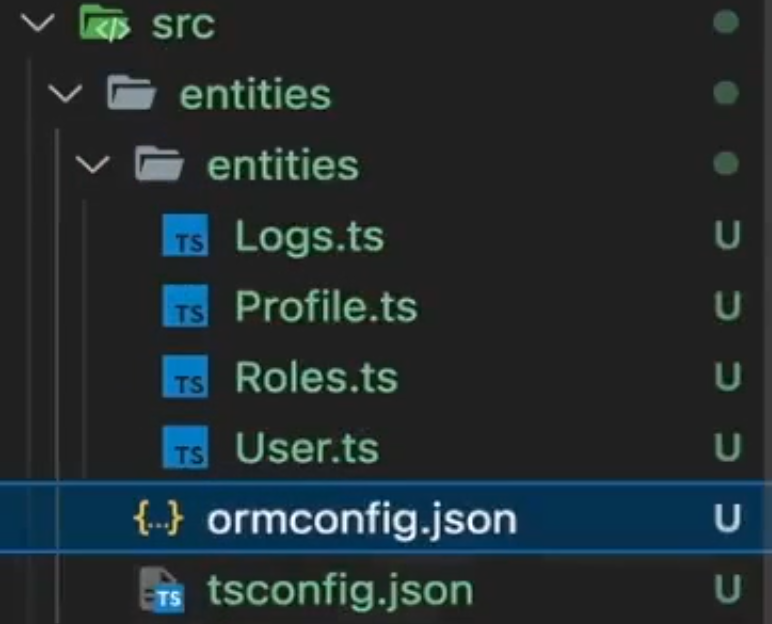 src
entities
entities
TS Logs.ts U
TS Profile.ts U
TS Roles.ts U
TS User.ts U
{...} ormconfig.json U
TS tsconfig.json U